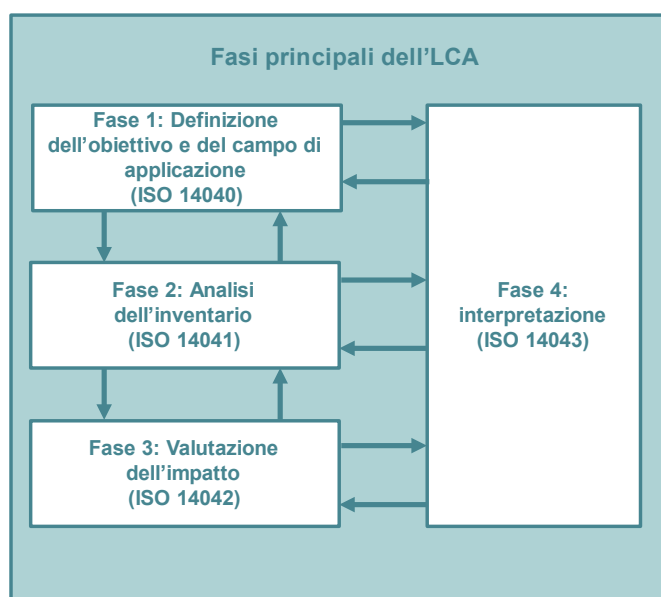 Fasi principali dell’LCA
Fase 1: Definizione
dell’obiettivo e del campo di
applicazione
(ISO 14040)
Fase 2: Analisi
dell’inventario
(ISO 14041)
Fase 3: Valutazione
dell’impatto
(ISO 14042)
Fase 4:
interpretazione
(ISO 14043)